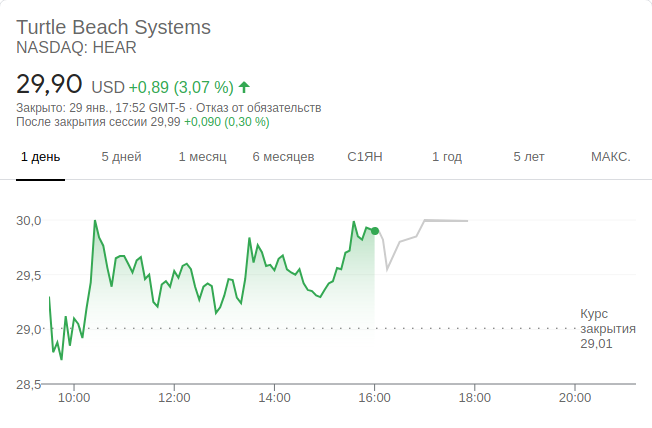 Turtle Beach Systems
NASDAQ: HEAR
29,90 USD +0,89 (3,07 %)
Закрыто: 29 янв., 17:52 GMT-5 · Отказ от обязательств
После закрытия сессии 29,99 +0,090 (0,30 %)
1 день 5 дней 1 месяц 6 месяцев С1ЯН 1 год 5 лет МАКС.
30,0
29,5
29,0
28,5
Курс
закрытия
29,01
10:00 12:00 14:00 16:00 18:00 20:00